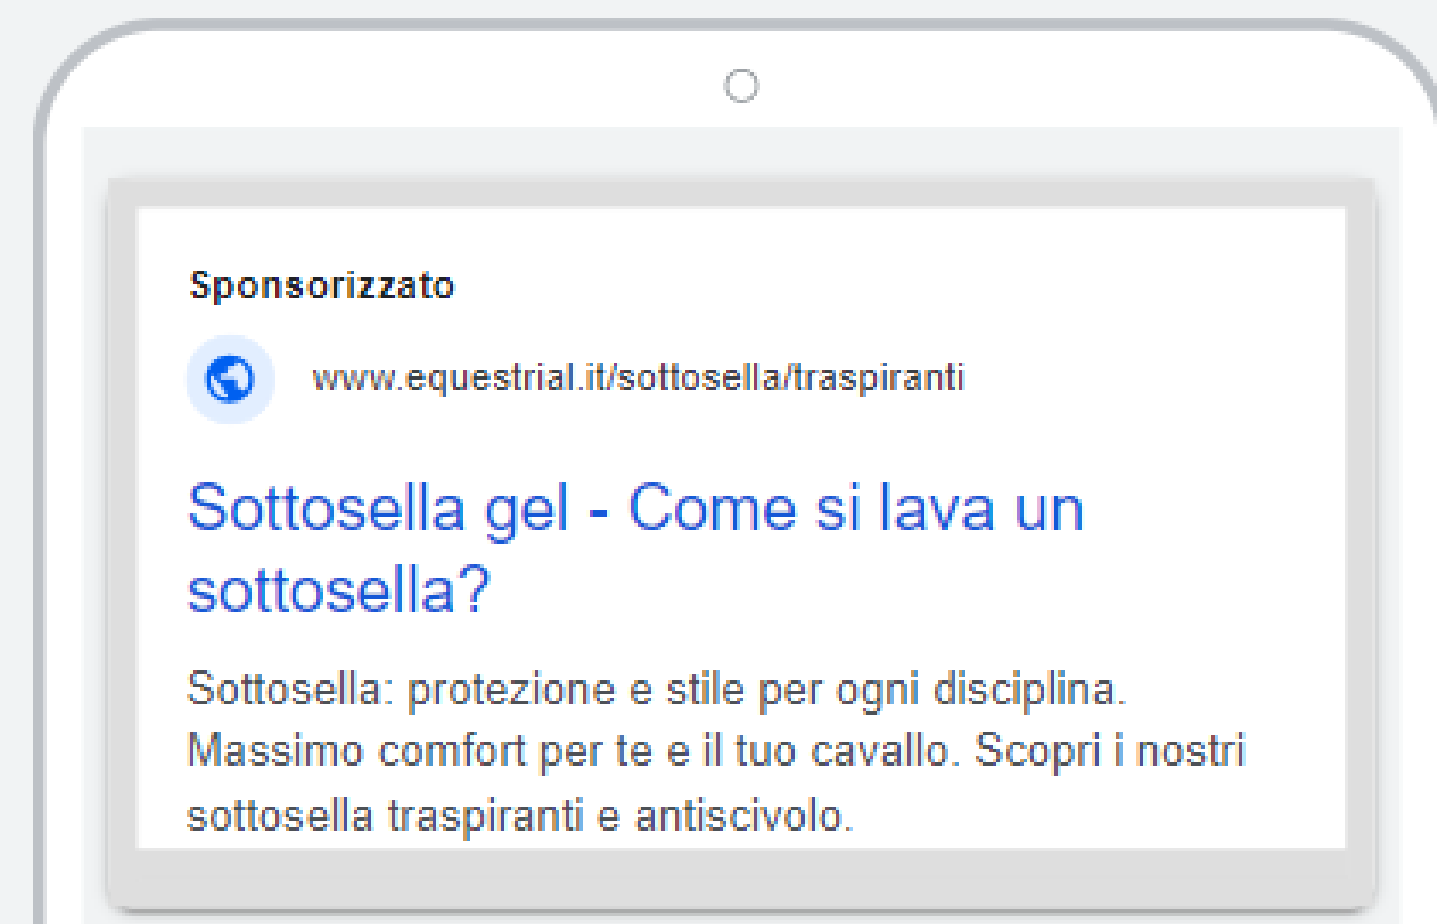 Sponsorizzato
www.equestrial.it/sottosella/traspiranti
Sottosella gel - Come si lava un
sottosella?
Sottosella: protezione e stile per ogni disciplina.
Massimo comfort per te e il tuo cavallo. Scopri i nostri
sottosella traspiranti e antiscivolo.